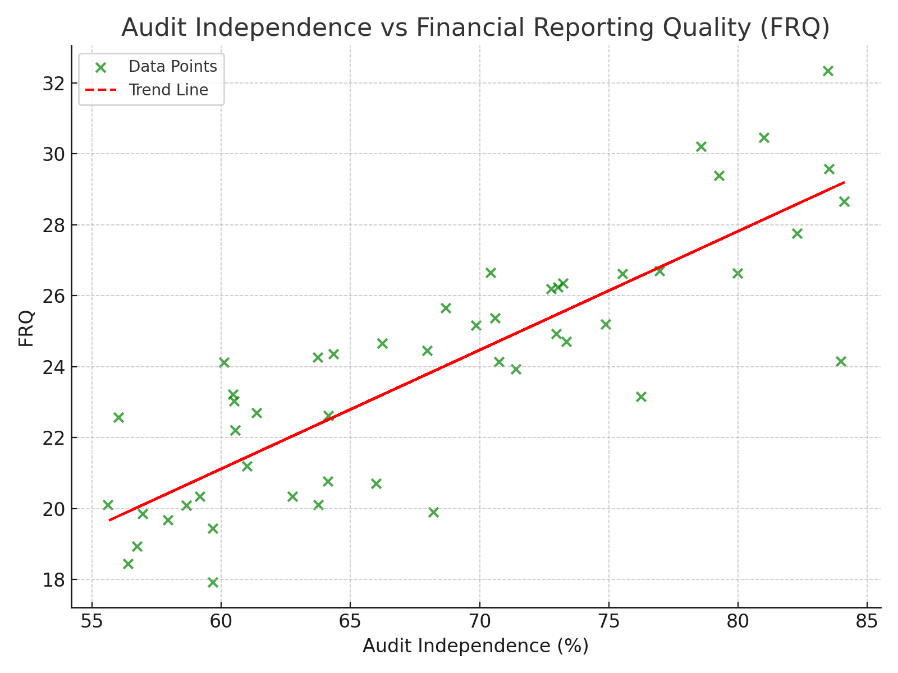 Audit Independence vs Financial Reporting Quality (FRQ)
Data Points
Trend Line
32
30
28
26
24
22
20
18
FRQ
55 60 65 70 75 80 85
Audit Independence (%)